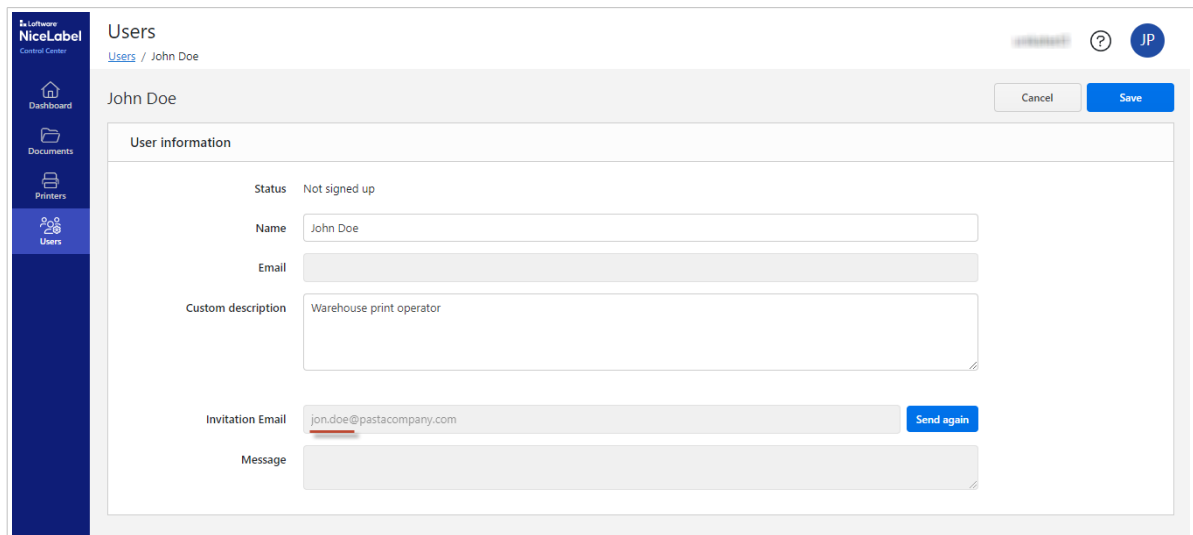 Loftware
NiceLabel
Control Center
Dashboard
Documents
Printers
Users
Users
Users / John Doe
?
JP
John Doe
Cancel
Save
User information
Status Not signed up
Name John Doe
Email
Custom description Warehouse print operator
Invitation Email jon.doe@pastacompany.com Send again
Message